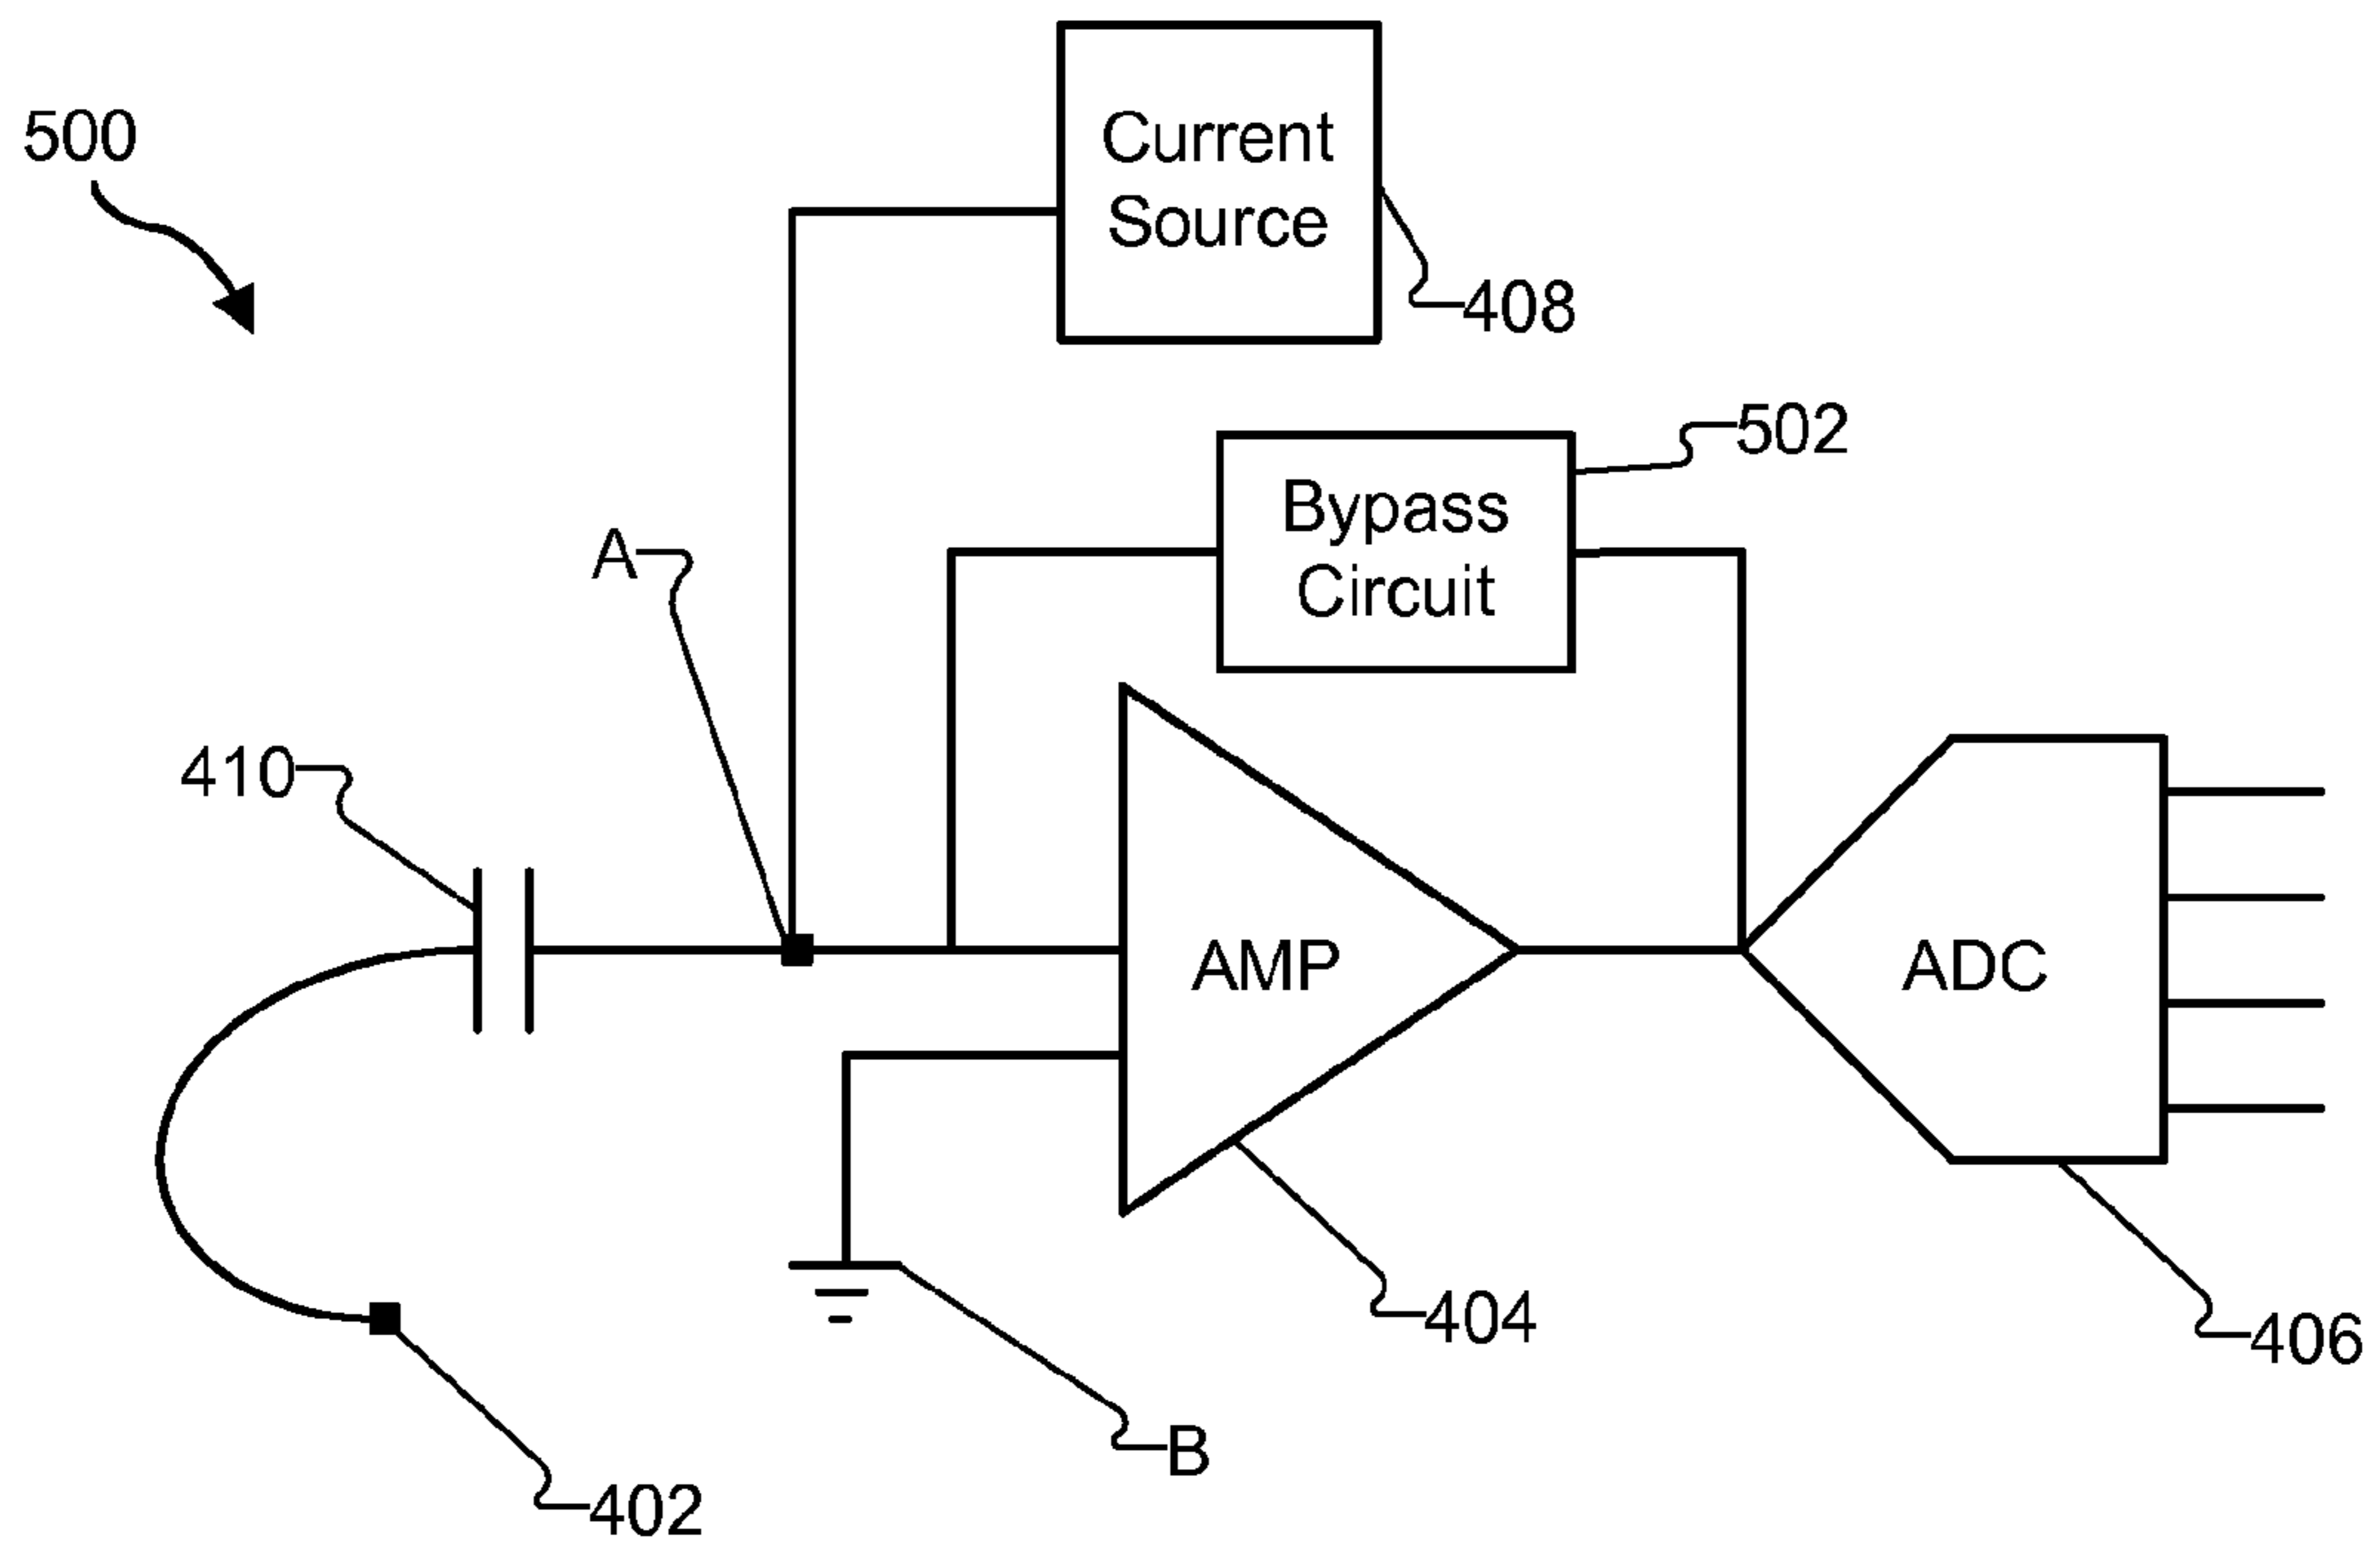 500
Current
Source
408
502
Bypass
Circuit
A
410
AMP
ADC
404
406
B
402